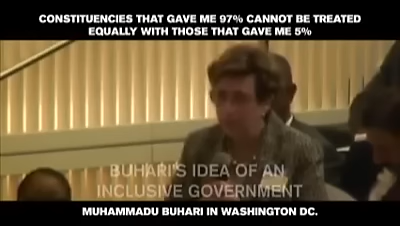 CONSTITUENCIES THAT GAVE ME 97% CANNOT BE TREATED
EQUALLY WITH THOSE THAT GAVE ME 5%
BUHARI'S IDEA OF AN
INCLUSIVE GOVERNMENT
MUHAMMADU BUHARI IN WASHINGTON DC.